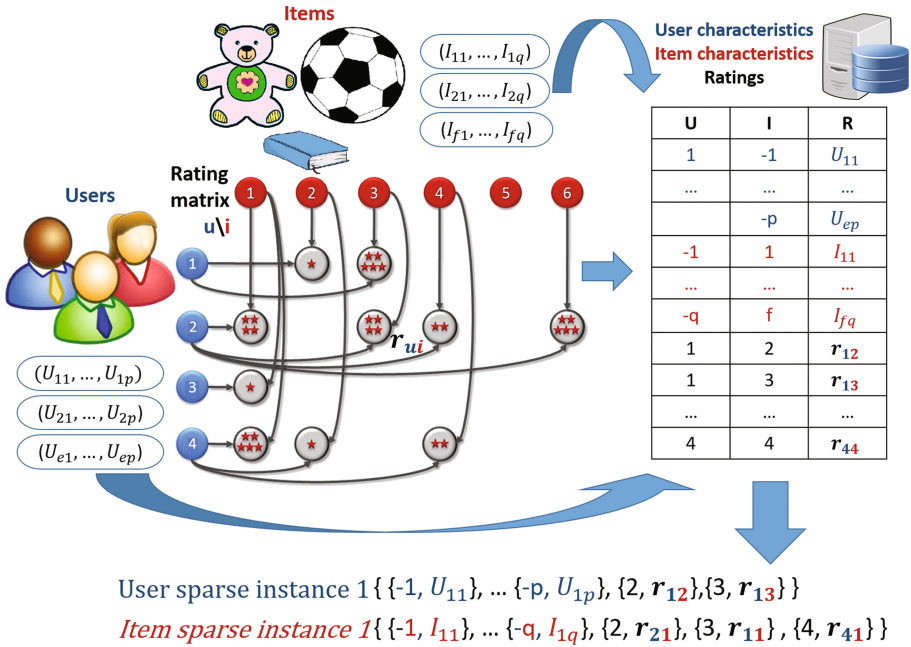 Items
(I₁₁, … , I₁q)
(I₂₁, … , I₂q)
(If₁, … , Ifq)
User characteristics
Item characteristics
Ratings
U I R
1 -1 U₁₁
... ... ...
-p Uₑₚ
-1 1 I₁₁
... ... ...
-q f Ifq
1 2 r₁₂
1 3 r₁₃
... ... ...
4 4 r₄₄
Users
Rating
matrix
u\i
1 2 3 4 5 6
1
2
rᵤᵢ
3
4
(U₁₁, … , U₁ₚ)
(U₂₁, … , U₂ₚ)
(Uₑ₁, … , Uₑₚ)
User sparse instance 1 { {-1, U₁₁}, ... {-p, U₁ₚ}, {2, r₁₂},{3, r₁₃} }
Item sparse instance 1 { {-1, I₁₁}, ... {-q, I₁q}, {2, r₂₁}, {3, r₁₁} , {4, r₄₁} }